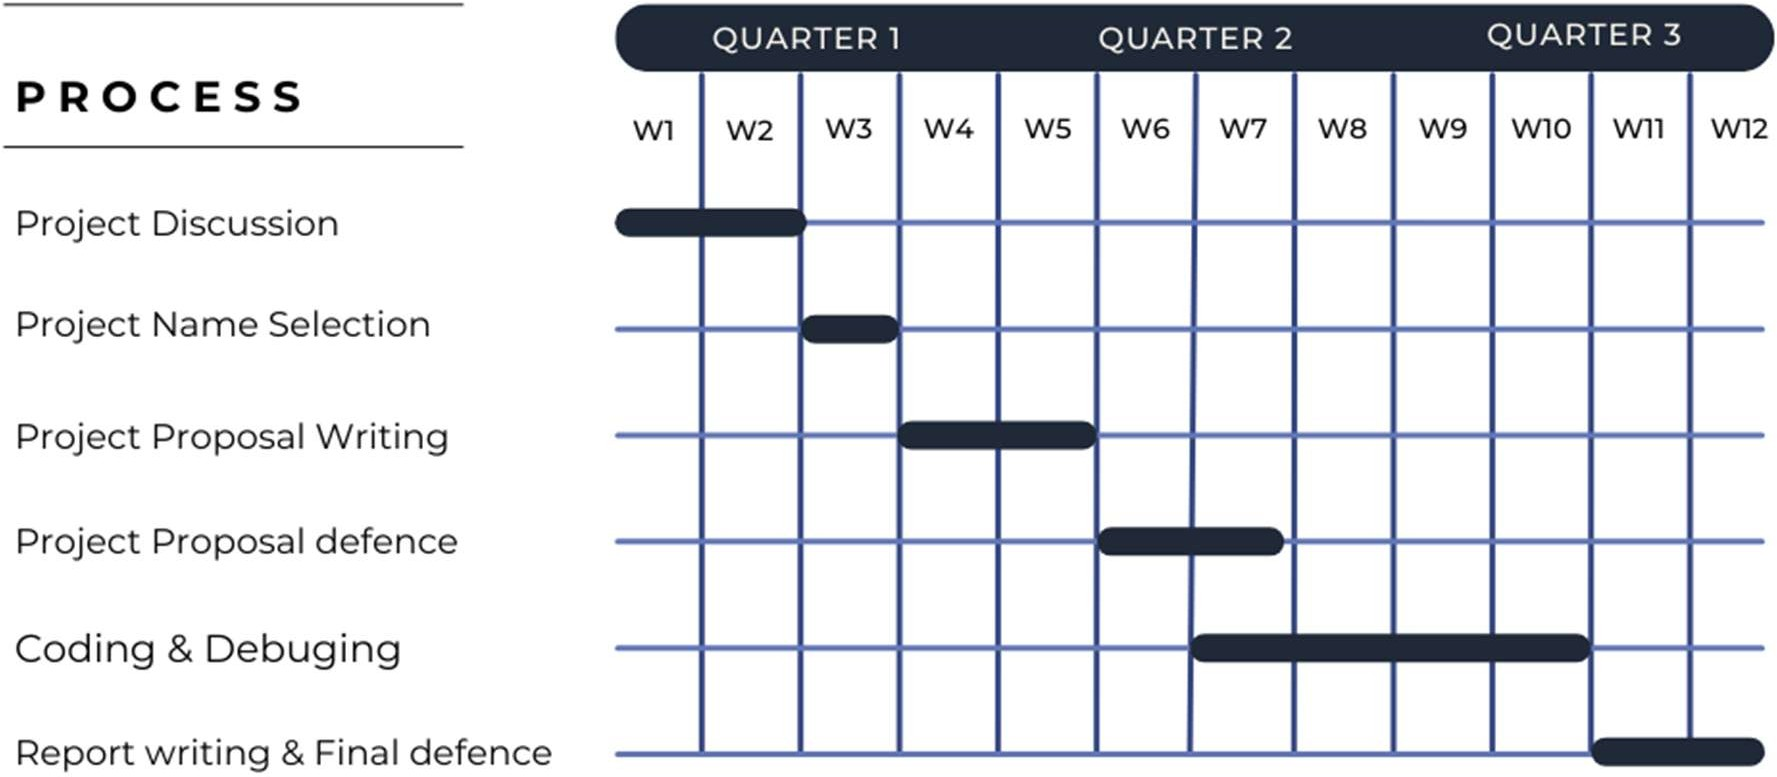 QUARTER 1 QUARTER 2 QUARTER 3
PROCESS
W1 W2 W3 W4 W5 W6 W7 W8 W9 W10 W11 W12
Project Discussion
Project Name Selection
Project Proposal Writing
Project Proposal defence
Coding & Debuging
Report writing & Final defence